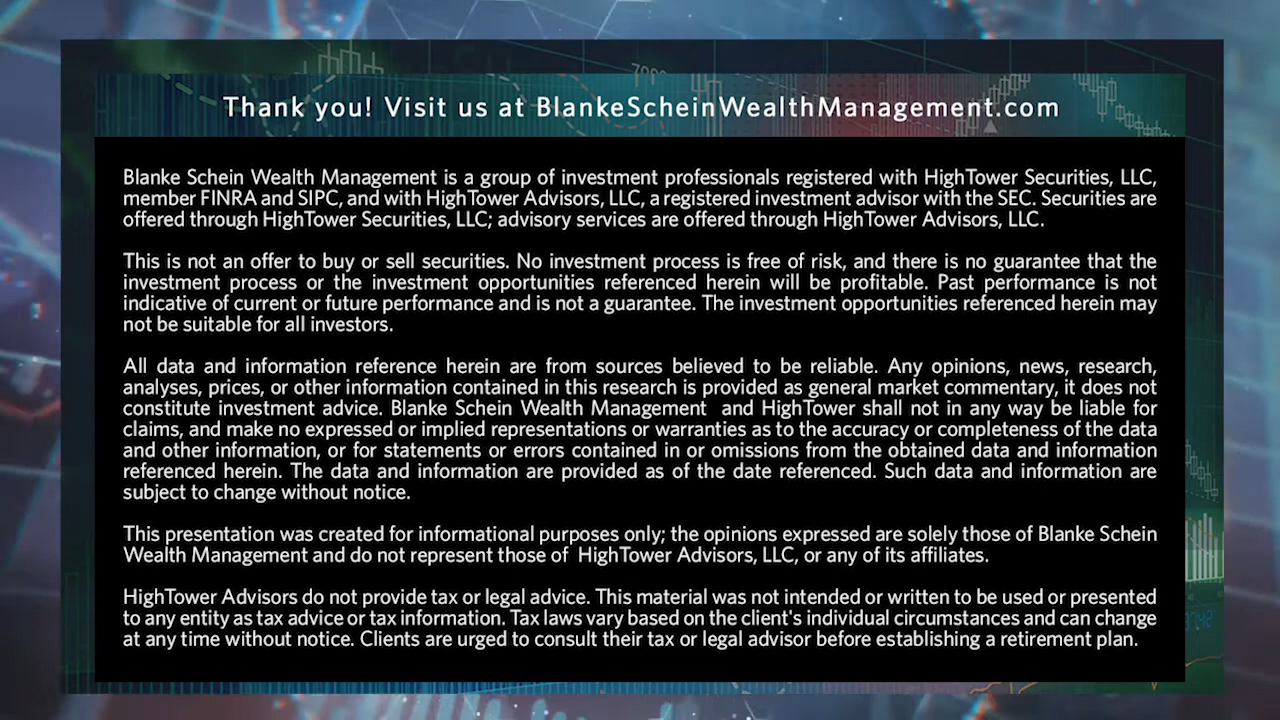 Thank you! Visit us at BlankeScheinWealthManagement.com
Blanke Schein Wealth Management is a group of investment professionals registered with HighTower Securities, LLC,
member FINRA and SIPC, and with HighTower Advisors, LLC, a registered investment advisor with the SEC. Securities are
offered through HighTower Securities, LLC; advisory services are offered through HighTower Advisors, LLC.
This is not an offer to buy or sell securities. No investment process is free of risk, and there is no guarantee that the
investment process or the investment opportunities referenced herein will be profitable. Past performance is not
indicative of current or future performance and is not a guarantee. The investment opportunities referenced herein may
not be suitable for all investors.
All data and information reference herein are from sources believed to be reliable. Any opinions, news, research,
analyses, prices, or other information contained in this research is provided as general market commentary, it does not
constitute investment advice. Blanke Schein Wealth Management and HighTower shall not in any way be liable for
claims, and make no expressed or implied representations or warranties as to the accuracy or completeness of the data
and other information, or for statements or errors contained in or omissions from the obtained data and information
referenced herein. The data and information are provided as of the date referenced. Such data and information are
subject to change without notice.
This presentation was created for informational purposes only; the opinions expressed are solely those of Blanke Schein
Wealth Management and do not represent those of HighTower Advisors, LLC, or any of its affiliates.
HighTower Advisors do not provide tax or legal advice. This material was not intended or written to be used or presented
to any entity as tax advice or tax information. Tax laws vary based on the client's individual circumstances and can change
at any time without notice. Clients are urged to consult their tax or legal advisor before establishing a retirement plan.